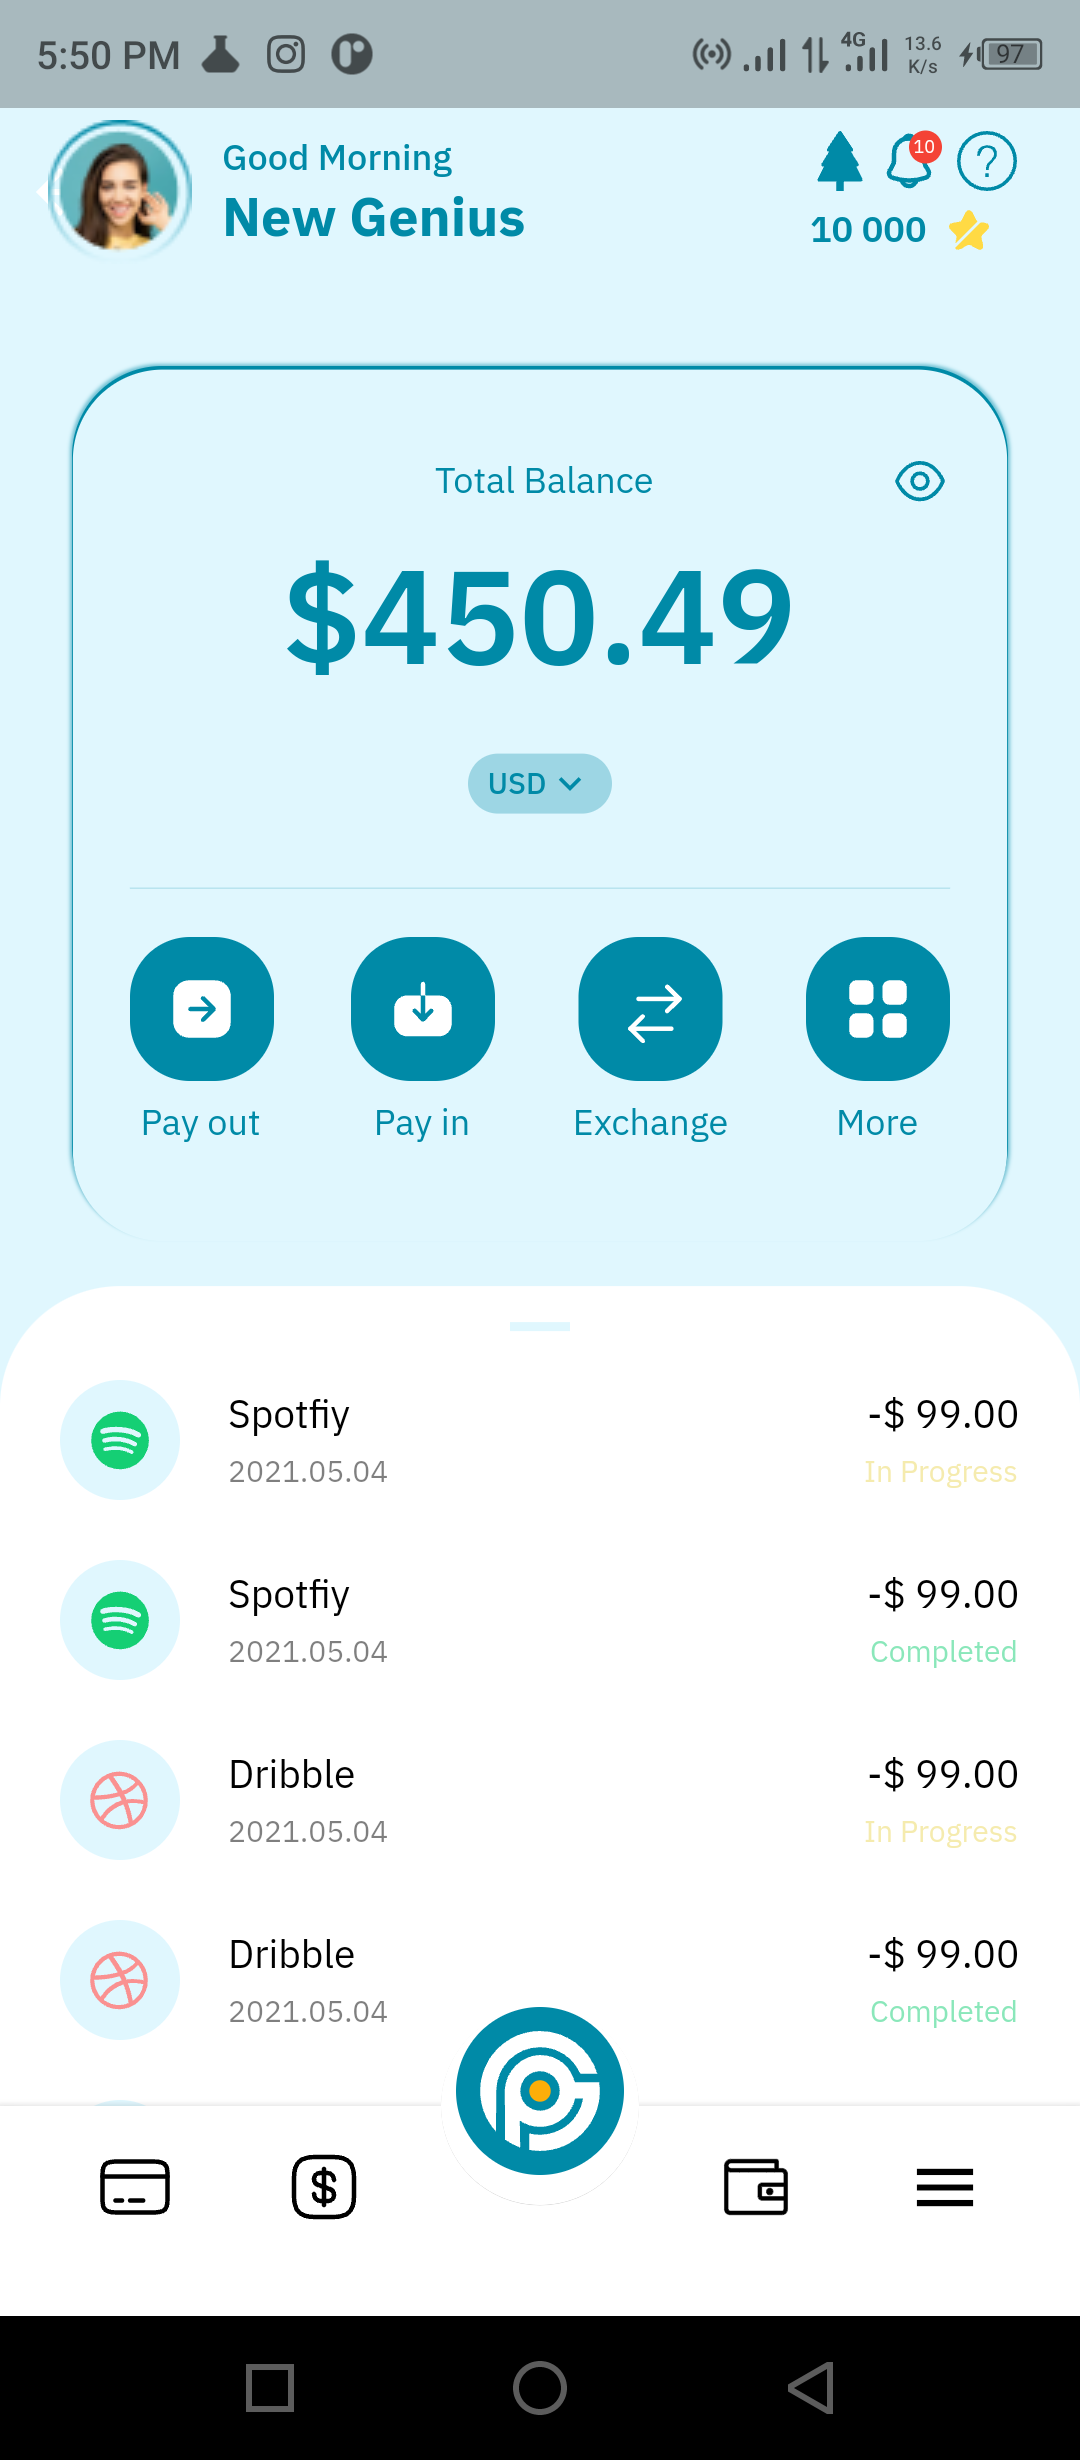 5:50 PM 4G 13.6 K/s 97
Good Morning 10 ?
New Genius 10 000
Total Balance
$450.49
USD
Pay out Pay in Exchange More
Spotfiy -$ 99.00
2021.05.04 In Progress
Spotfiy -$ 99.00
2021.05.04 Completed
Dribble -$ 99.00
2021.05.04 In Progress
Dribble -$ 99.00
2021.05.04 Completed
$